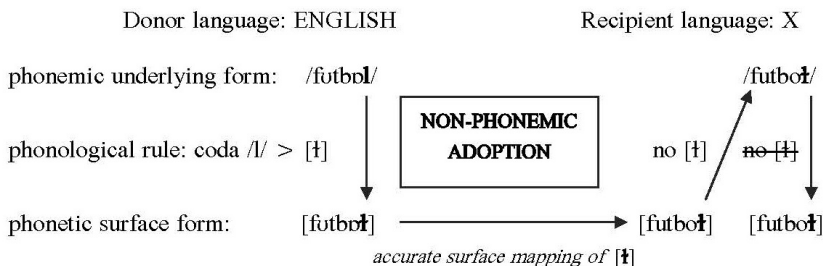 Donor language: ENGLISH Recipient language: X
phonemic underlying form: /fʊtbɒl/ /futboɫ/
NON-PHONEMIC
phonological rule: coda /l/ > [ɫ] ADOPTION no [ɫ] no [ɫ]
phonetic surface form: [fʊtbɒɫ] [futboɫ] [futboɫ]
accurate surface mapping of [ɫ]